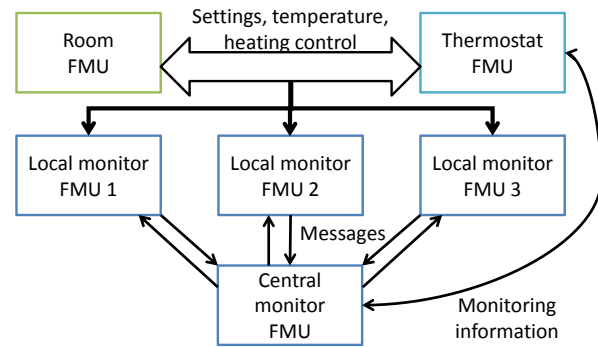 Settings, temperature,
heating control
Room
FMU
Thermostat
FMU
Local monitor
FMU 1
Local monitor
FMU 2
Local monitor
FMU 3
Messages
Central
monitor
FMU
Monitoring
information